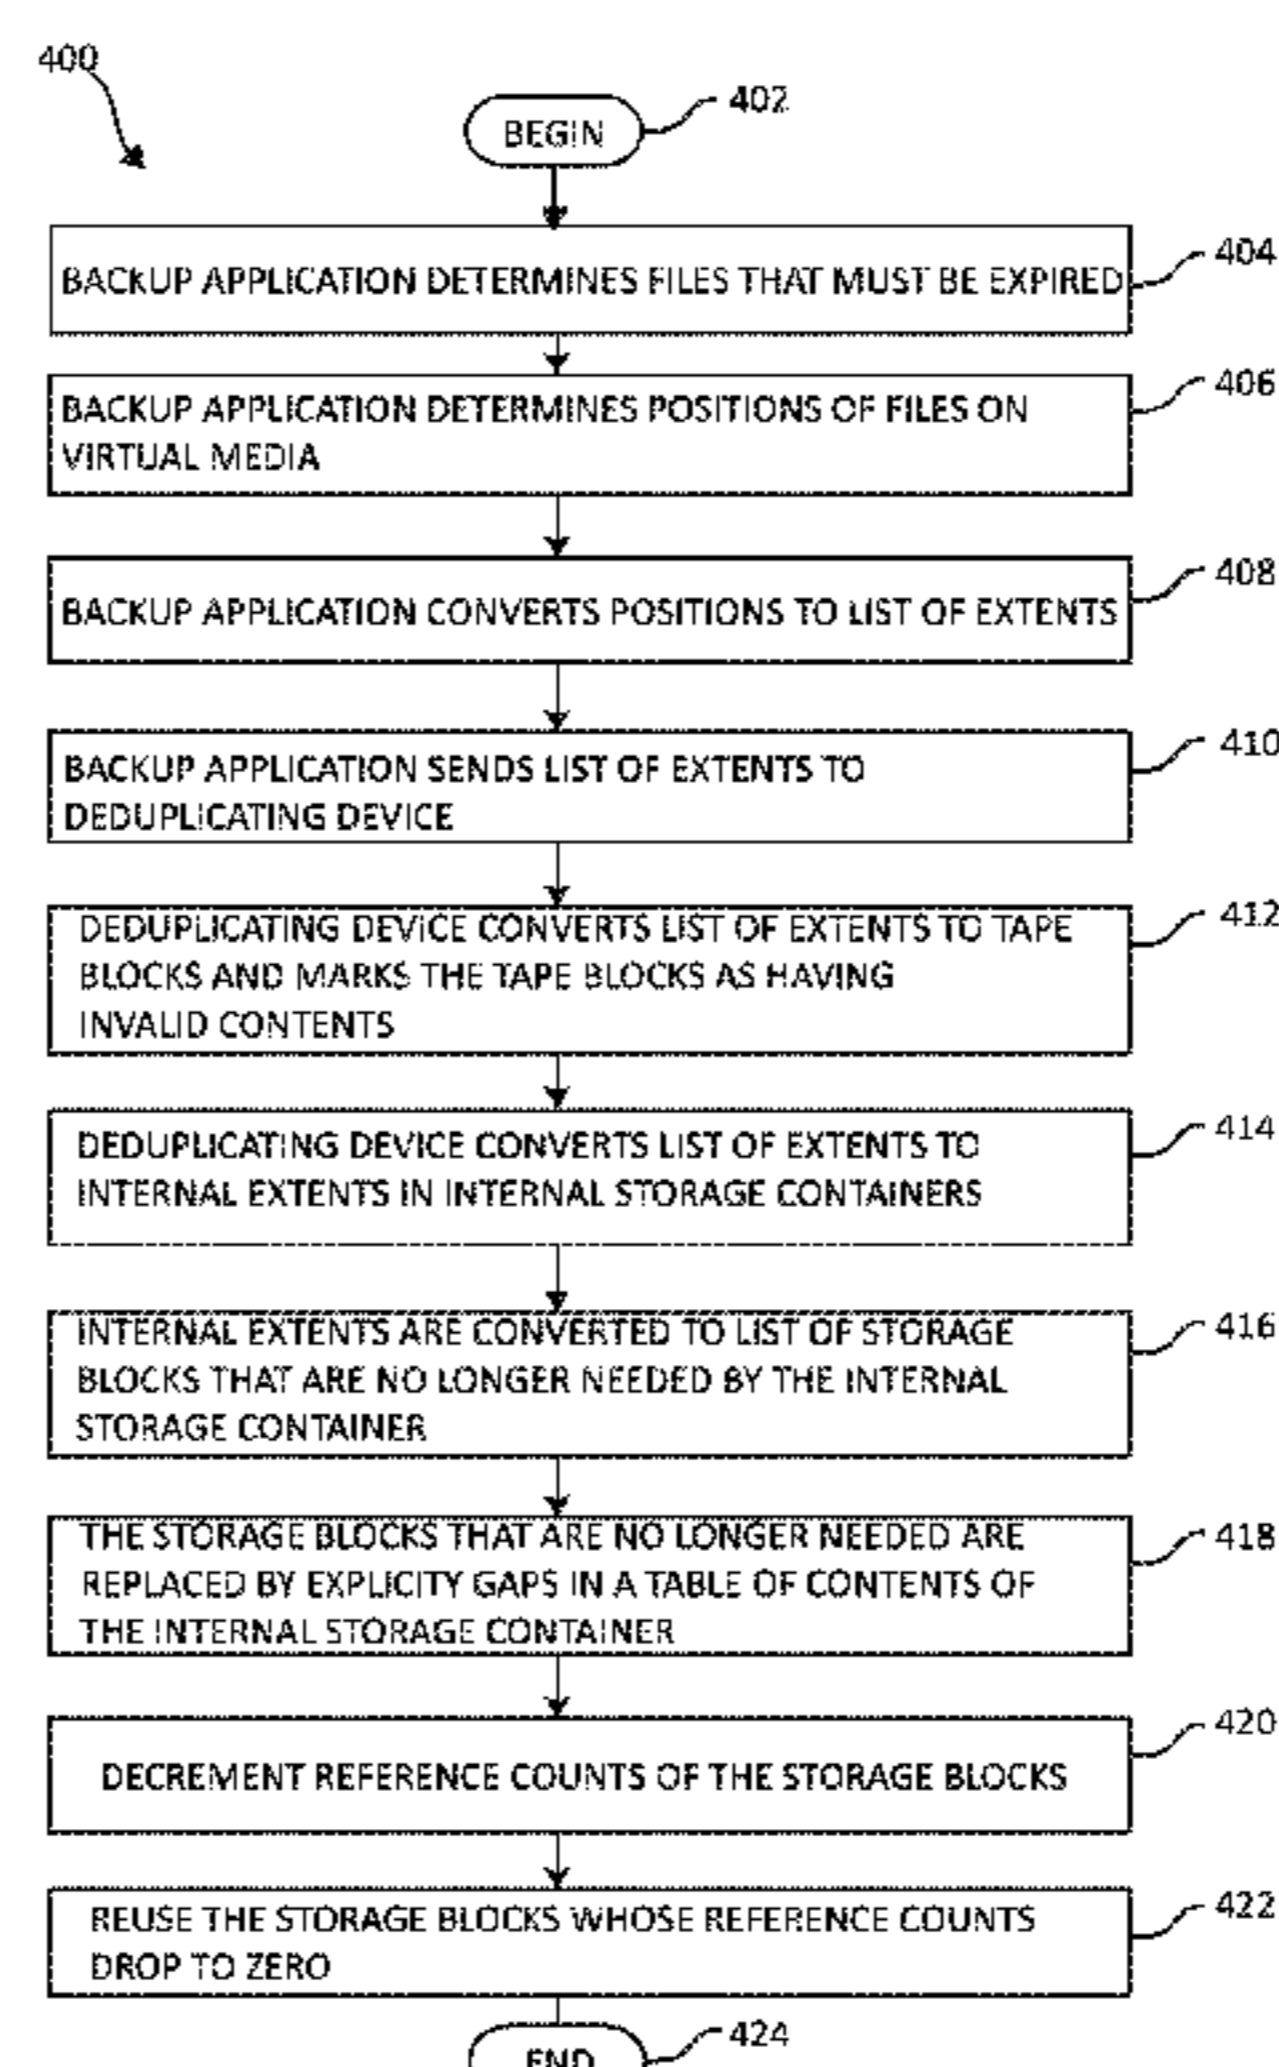 400
402
BEGIN
404
BACKUP APPLICATION DETERMINES FILES THAT MUST BE EXPIRED
406
BACKUP APPLICATION DETERMINES POSITIONS OF FILES ON
VIRTUAL MEDIA
408
BACKUP APPLICATION CONVERTS POSITIONS TO LIST OF EXTENTS
410
BACKUP APPLICATION SENDS LIST OF EXTENTS TO
DEDUPLICATING DEVICE
412
DEDUPLICATING DEVICE CONVERTS LIST OF EXTENTS TO TAPE
BLOCKS AND MARKS THE TAPE BLOCKS AS HAVING
INVALID CONTENTS
414
DEDUPLICATING DEVICE CONVERTS LIST OF EXTENTS TO
INTERNAL EXTENTS IN INTERNAL STORAGE CONTAINERS
416
INTERNAL EXTENTS ARE CONVERTED TO LIST OF STORAGE
BLOCKS THAT ARE NO LONGER NEEDED BY THE INTERNAL
STORAGE CONTAINER
418
THE STORAGE BLOCKS THAT ARE NO LONGER NEEDED ARE
REPLACED BY EXPLICITY GAPS IN A TABLE OF CONTENTS OF
THE INTERNAL STORAGE CONTAINER
420
DECREMENT REFERENCE COUNTS OF THE STORAGE BLOCKS
422
REUSE THE STORAGE BLOCKS WHOSE REFERENCE COUNTS
DROP TO ZERO
424
END